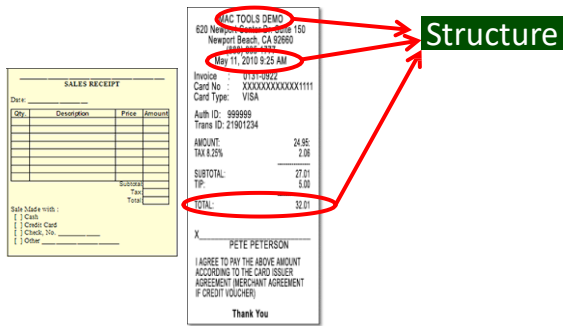 SALES RECEIPT
Date:
Qty. Description Price Amount
Subtotal
Tax
Total
Sale Made with :
[ ] Cash
[ ] Credit Card
[ ] Check, No.
[ ] Other
MAC TOOLS DEMO
620 Newport Center Dr. Suite 150
Newport Beach, CA 92660
May 11, 2010 9:25 AM
Invoice : 0131-0922
Card No : XXXXXXXXXXXX1111
Card Type: VISA
Auth ID: 999999
Trans ID: 21901234
AMOUNT: 24.95:
TAX 8.25% 2.06
SUBTOTAL: 27.01
TIP: 5.00
TOTAL: 32.01
X
PETE PETERSON
I AGREE TO PAY THE ABOVE AMOUNT
ACCORDING TO THE CARD ISSUER
AGREEMENT (MERCHANT AGREEMENT
IF CREDIT VOUCHER)
Thank You
Structure